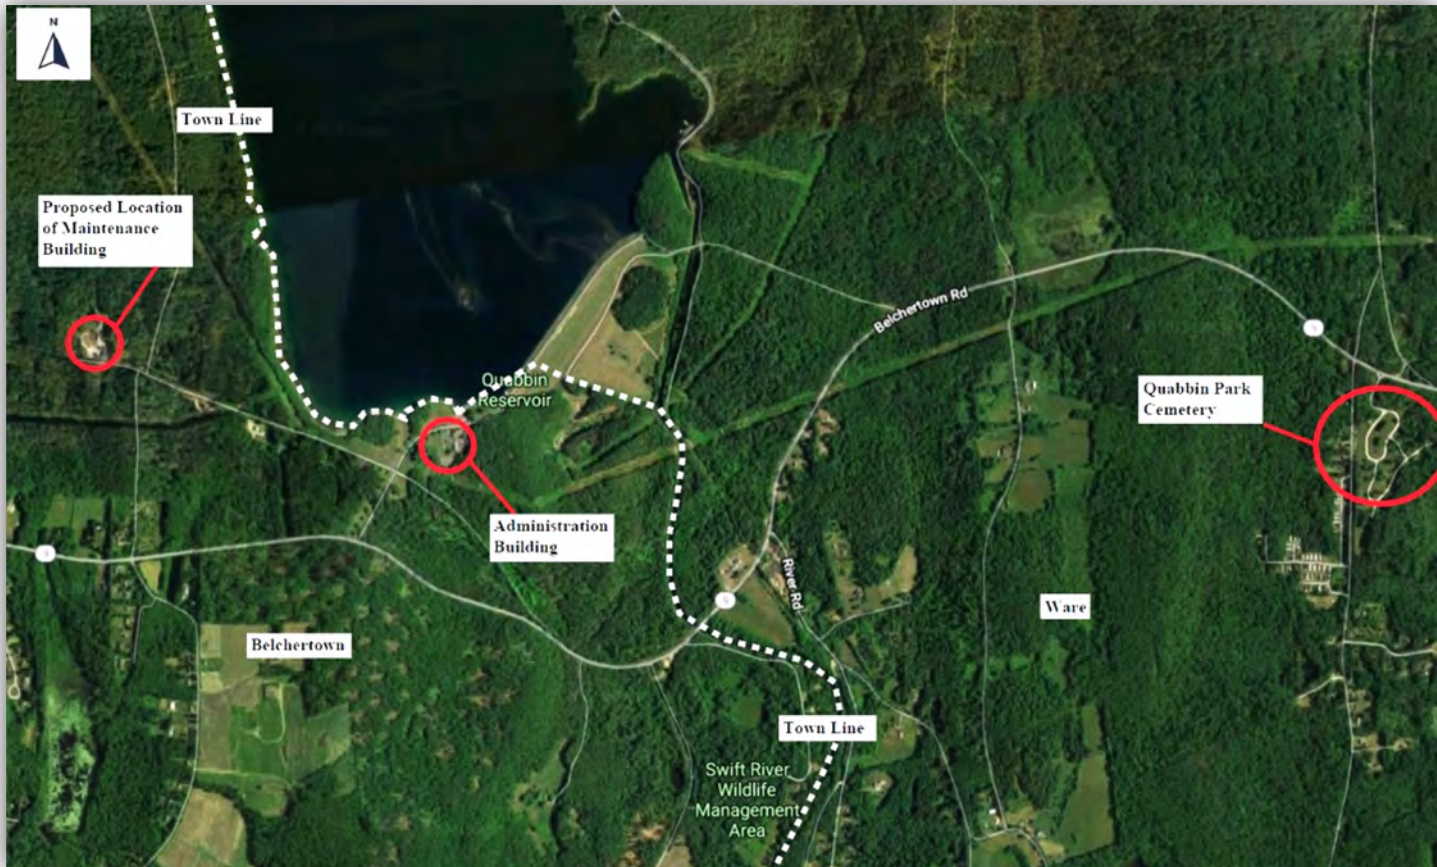 N
Town Line
Proposed Location
of Maintenance
Building
Belchertown Rd
9
Quabbin
Reservoir
Quabbin Park
Cemetery
Administration
Building
9
River Rd
9
Ware
Belchertown
Town Line
Swift River
Wildlife
Management
Area